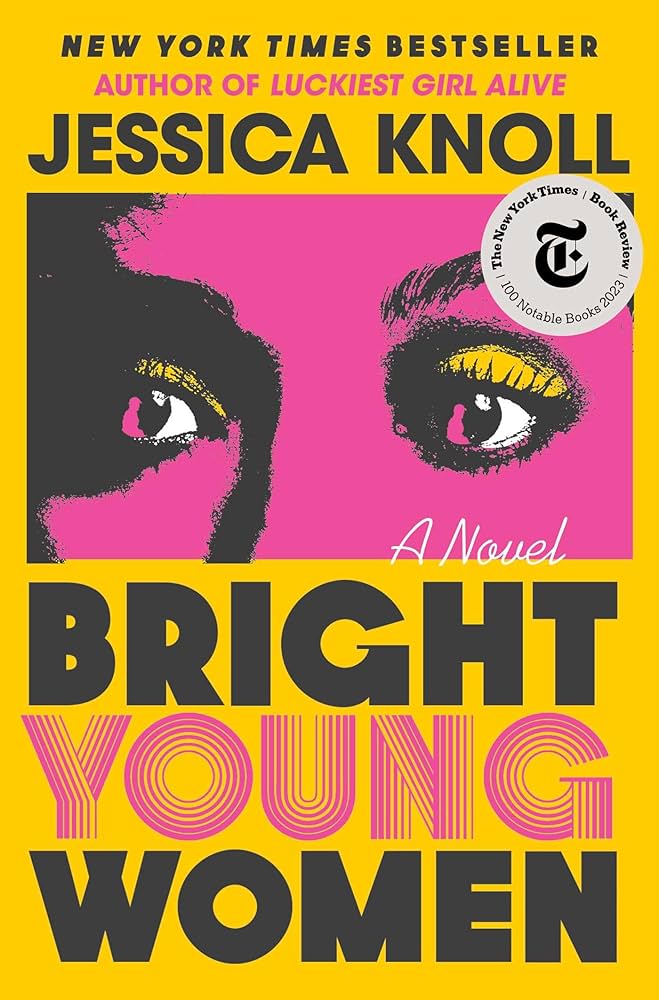 NEW YORK TIMES BESTSELLER
AUTHOR OF LUCKIEST GIRL ALIVE
JESSICA KNOLL
The New York Times | Book Review
T
| 100 Notable Books 2023 |
A Novel
BRIGHT
YOUNG
WOMEN